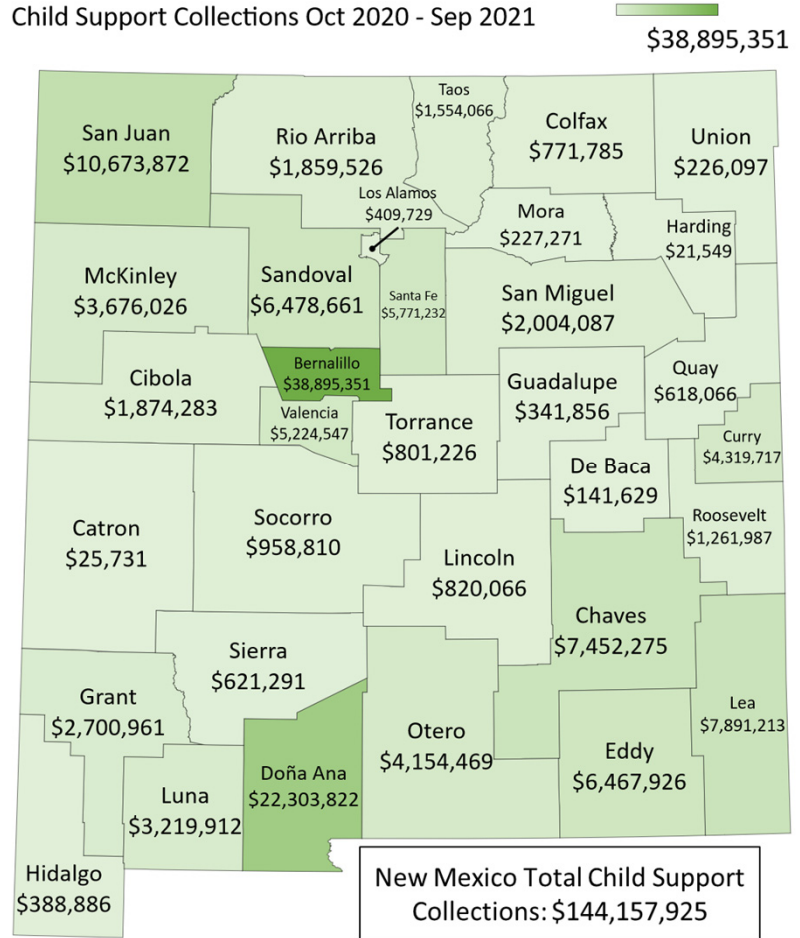 Child Support Collections Oct 2020 - Sep 2021
$38,895,351
San Juan
$10,673,872
Rio Arriba
$1,859,526
Taos
$1,554,066
Colfax
$771,785
Union
$226,097
Los Alamos
$409,729
Mora
$227,271
Harding
$21,549
McKinley
$3,676,026
Sandoval
$6,478,661
Santa Fe
$5,771,232
San Miguel
$2,004,087
Bernalillo
$38,895,351
Cibola
$1,874,283
Valencia
$5,224,547
Torrance
$801,226
Guadalupe
$341,856
Quay
$618,066
Curry
$4,319,717
De Baca
$141,629
Roosevelt
$1,261,987
Catron
$25,731
Socorro
$958,810
Lincoln
$820,066
Chaves
$7,452,275
Sierra
$621,291
Grant
$2,700,961
Otero
$4,154,469
Lea
$7,891,213
Eddy
$6,467,926
Doña Ana
$22,303,822
Luna
$3,219,912
Hidalgo
$388,886
New Mexico Total Child Support
Collections: $144,157,925